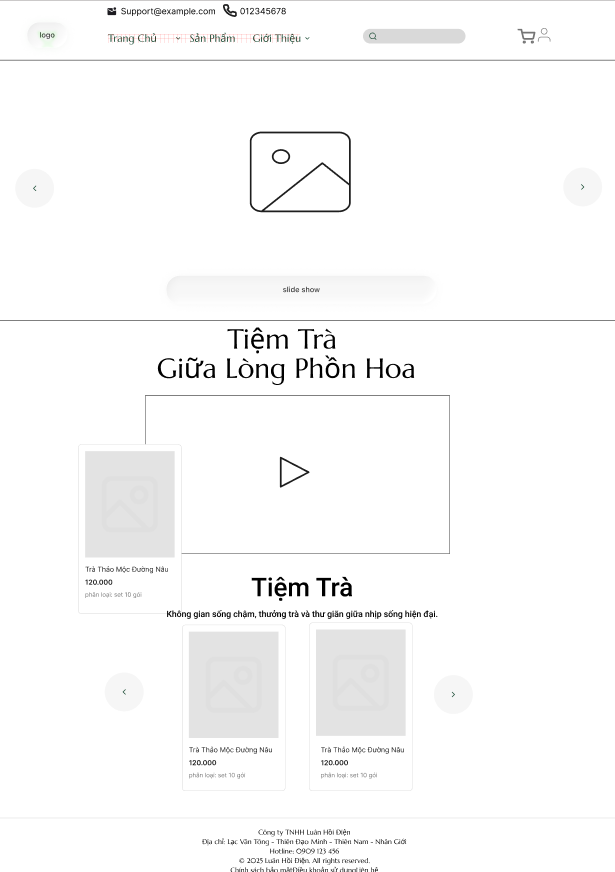 Support@example.com 012345678
logo
Trang Chủ Sản Phẩm Giới Thiệu
slide show
Tiệm Trà
Giữa Lòng Phồn Hoa
Trà Thảo Mộc Đường Nâu
120.000
phân loại: set 10 gói
Tiệm Trà
Không gian sống chậm, thưởng trà và thư giãn giữa nhịp sống hiện đại.
Trà Thảo Mộc Đường Nâu
120.000
phân loại: set 10 gói
Trà Thảo Mộc Đường Nâu
120.000
phân loại: set 10 gói
Công ty TNHH Luân Hồi Điện
Địa chỉ: Lạc Vân Tông - Thiên Đạo Minh - Thiên Nam - Nhân Giới
Hotline: 0909 123 456
© 2025 Luân Hồi Điện. All rights reserved.
Chính sách bảo mậtĐiều khoản sử dụngLiên hệ